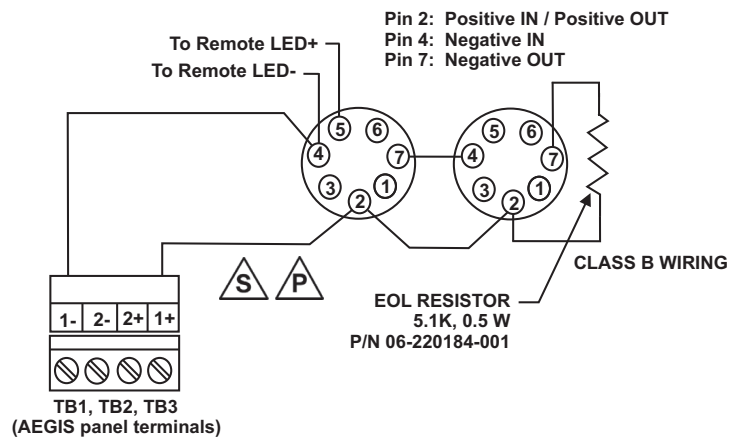 Pin 2: Positive IN / Positive OUT
Pin 4: Negative IN
Pin 7: Negative OUT
To Remote LED+
To Remote LED-
5 6 4 7 3 1 2
5 6 4 7 3 1 2
S P
CLASS B WIRING
EOL RESISTOR
5.1K, 0.5 W
P/N 06-220184-001
1- 2- 2+ 1+
TB1, TB2, TB3
(AEGIS panel terminals)